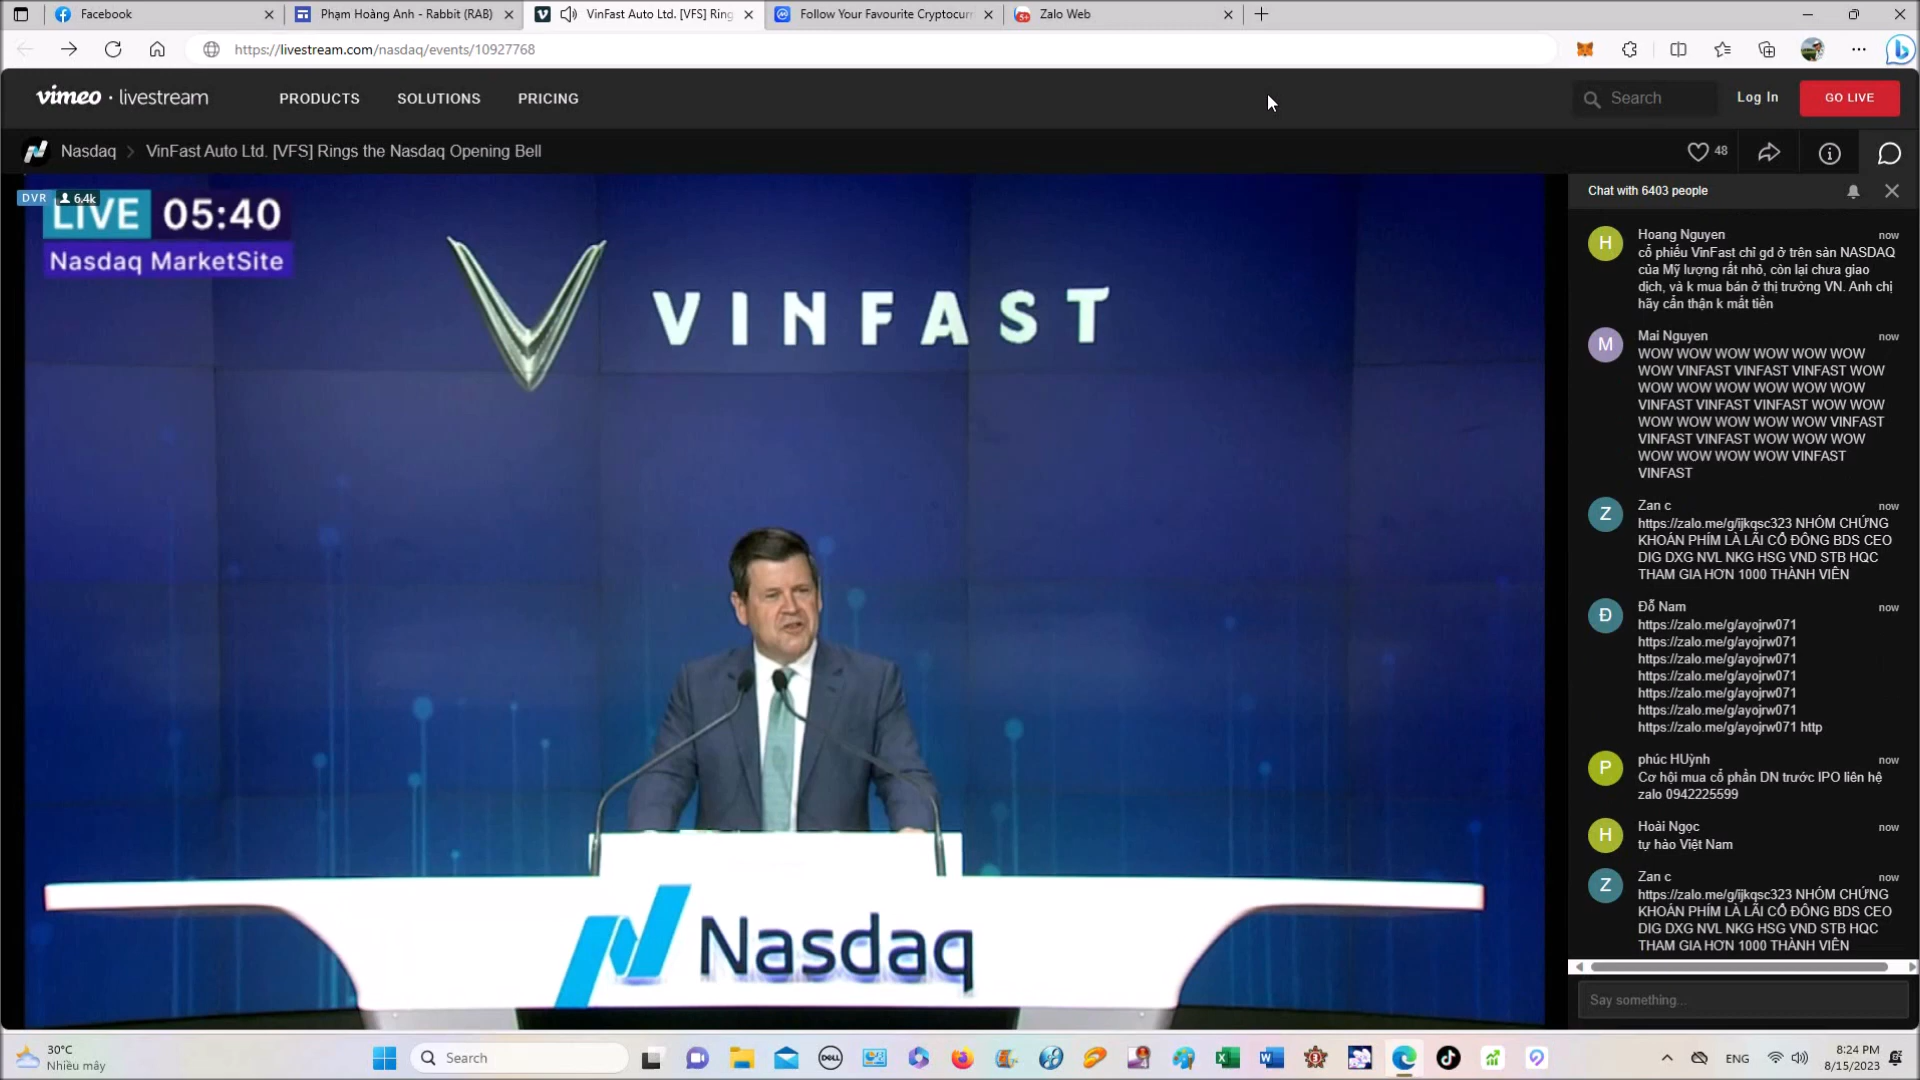 Facebook
Phạm Hoàng Anh - Rabbit (RAB)
VinFast Auto Ltd. [VFS] Ring
Follow Your Favourite Cryptocurr
Zalo Web
https://livestream.com/nasdaq/events/10927768
vimeo · livestream
PRODUCTS
SOLUTIONS
PRICING
Search
Log In
GO LIVE
Nasdaq > VinFast Auto Ltd. [VFS] Rings the Nasdaq Opening Bell
48
DVR 6.4k
LIVE 05:40
Nasdaq MarketSite
VINFAST
Nasdaq
Chat with 6403 people
Hoang Nguyen now
cổ phiếu VinFast chỉ gd ở trên sàn NASDAQ
của Mỹ lượng rất nhỏ, còn lại chưa giao
dịch, và k mua bán ở thị trường VN. Anh chị
hãy cẩn thận k mất tiền
Mai Nguyen now
WOW WOW WOW WOW WOW WOW
WOW VINFAST VINFAST VINFAST WOW
WOW WOW WOW WOW WOW WOW
VINFAST VINFAST VINFAST WOW WOW
WOW WOW WOW WOW WOW VINFAST
VINFAST VINFAST WOW WOW WOW
WOW WOW WOW WOW VINFAST
VINFAST
Zan c now
https://zalo.me/g/ijkqsc323 NHÓM CHỨNG
KHOÁN PHÍM LÀ LÃI CỔ ĐÔNG BDS CEO
DIG DXG NVL NKG HSG VND STB HQC
THAM GIA HƠN 1000 THÀNH VIÊN
Đỗ Nam now
https://zalo.me/g/ayojrw071
https://zalo.me/g/ayojrw071
https://zalo.me/g/ayojrw071
https://zalo.me/g/ayojrw071
https://zalo.me/g/ayojrw071
https://zalo.me/g/ayojrw071
https://zalo.me/g/ayojrw071 http
phúc HUỳnh now
Cơ hội mua cổ phần DN trước IPO liên hệ
zalo 0942225599
Hoài Ngọc now
tự hào Việt Nam
Zan c now
https://zalo.me/g/ijkqsc323 NHÓM CHỨNG
KHOÁN PHÍM LÀ LÃI CỔ ĐÔNG BDS CEO
DIG DXG NVL NKG HSG VND STB HQC
THAM GIA HƠN 1000 THÀNH VIÊN
Say something...
30°C
Nhiều mây
Search
DELL
ENG
8:24 PM
8/15/2023